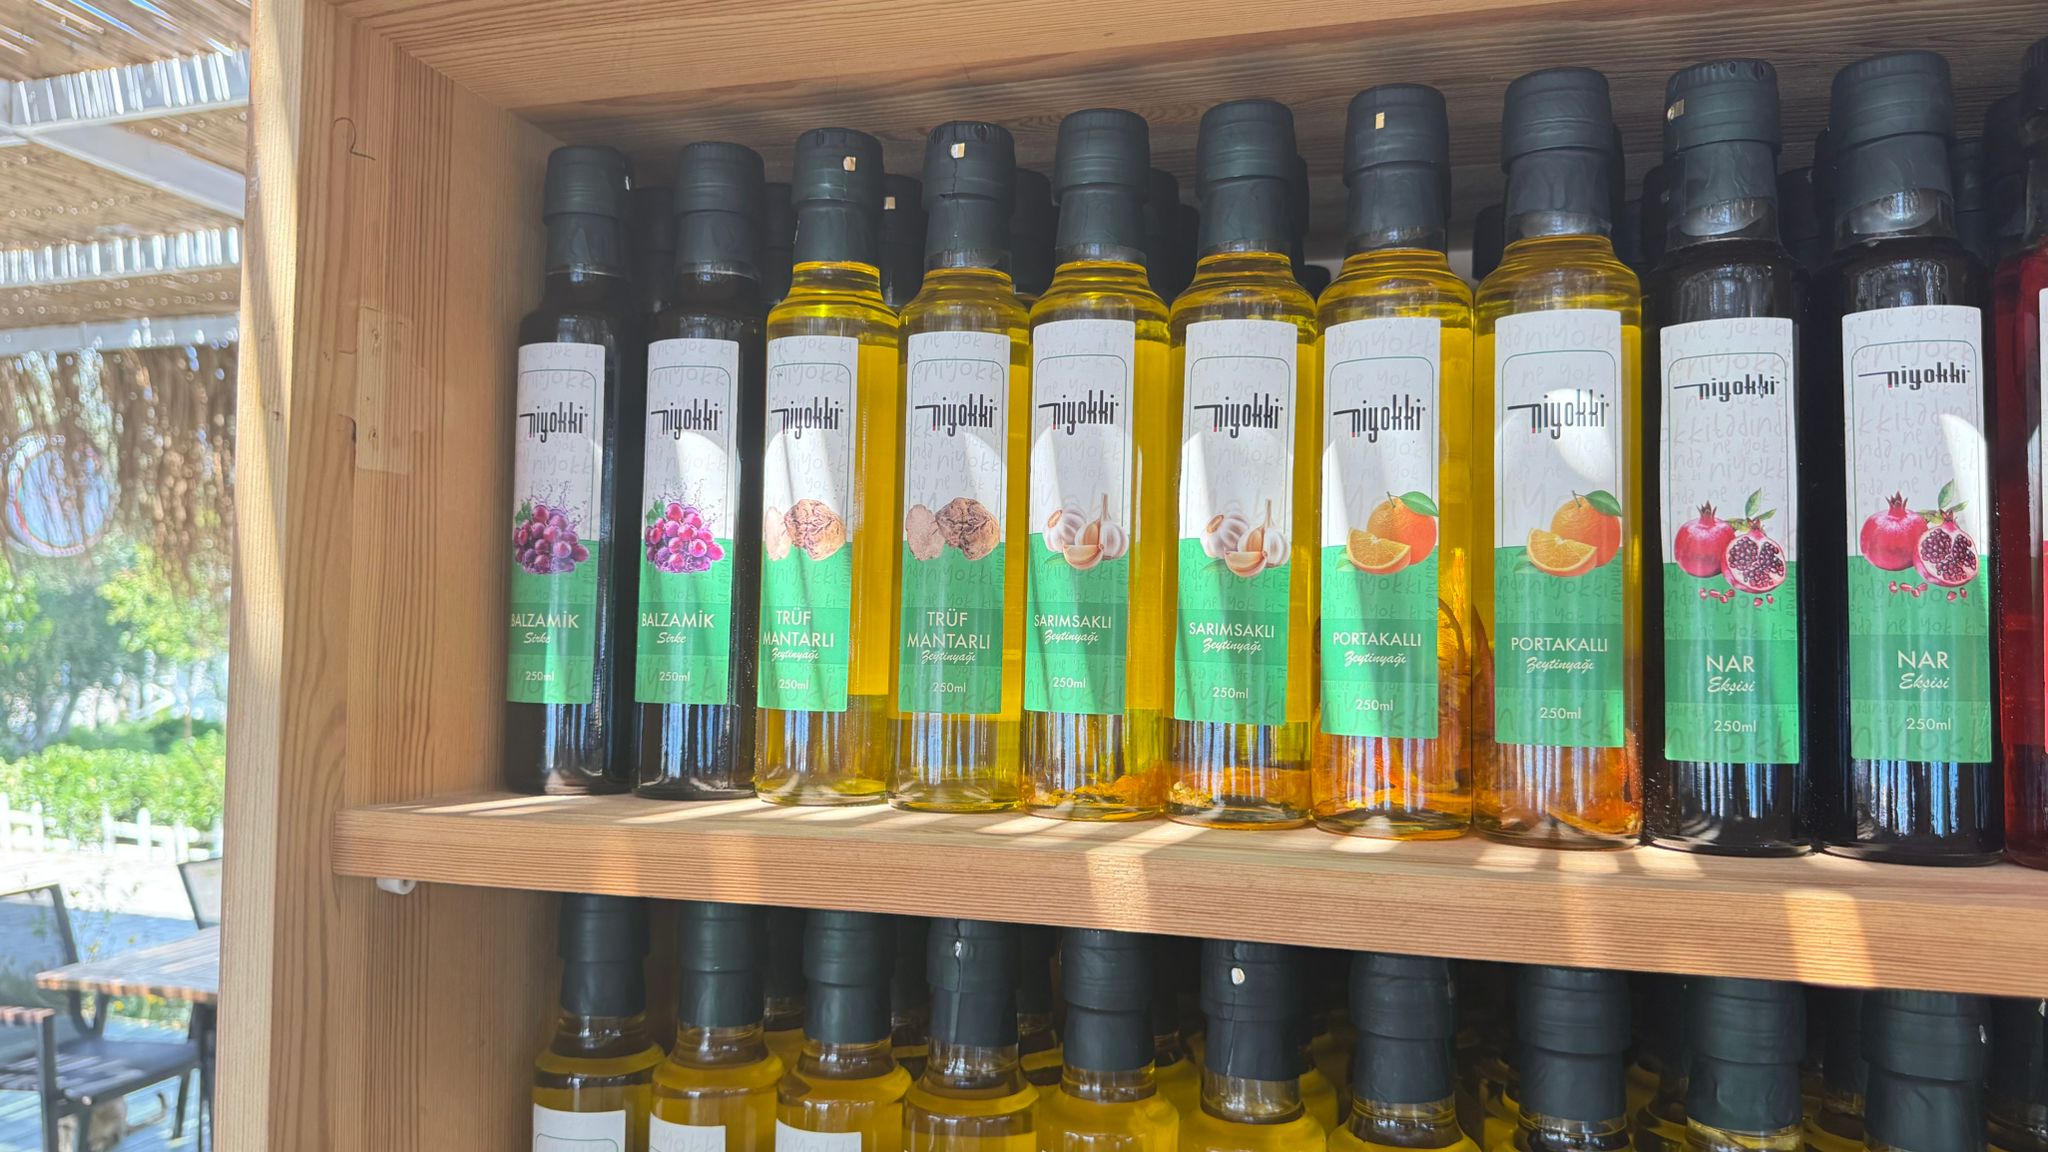 niyokki
BALZAMİK
Sirke
250ml
niyokki
BALZAMİK
Sirke
250ml
niyokki
TRÜF
MANTARLI
Zeytinyağı
250ml
niyokki
TRÜF
MANTARLI
Zeytinyağı
250ml
niyokki
SARIMSAKLI
Zeytinyağı
250ml
niyokki
SARIMSAKLI
Zeytinyağı
250ml
niyokki
PORTAKALLI
Zeytinyağı
250ml
niyokki
PORTAKALLI
Zeytinyağı
250ml
niyokki
NAR
Ekşisi
250ml
niyokki
NAR
Ekşisi
250ml